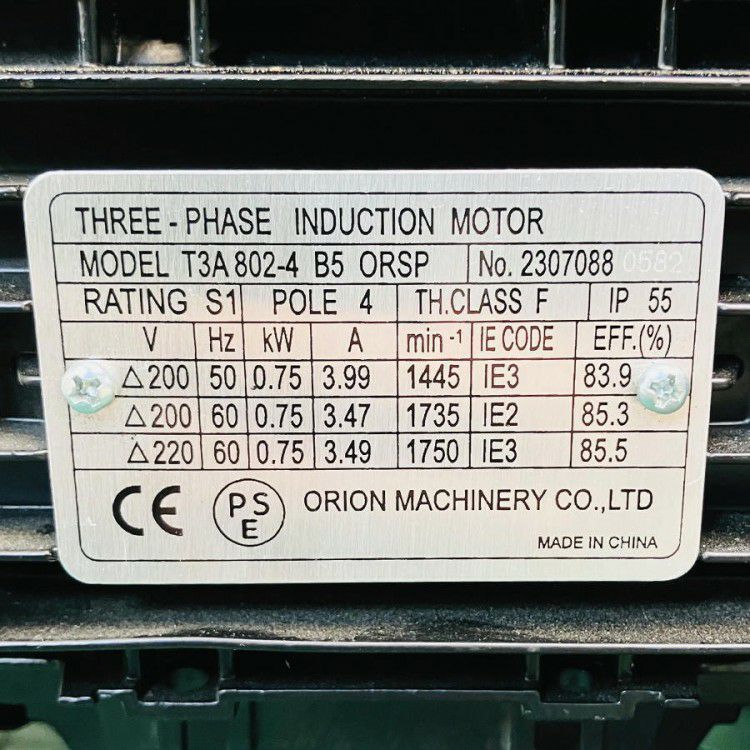 THREE-PHASE INDUCTION MOTOR
MODEL T3A 802-4 B5 ORSP No. 2307088 0582
RATING S1 POLE 4 TH.CLASS F IP 55
V Hz kW A min⁻¹ IE CODE EFF.(%)
△200 50 0.75 3.99 1445 IE3 83.9
△200 60 0.75 3.47 1735 IE2 85.3
△220 60 0.75 3.49 1750 IE3 85.5
CE PSE ORION MACHINERY CO.,LTD
MADE IN CHINA